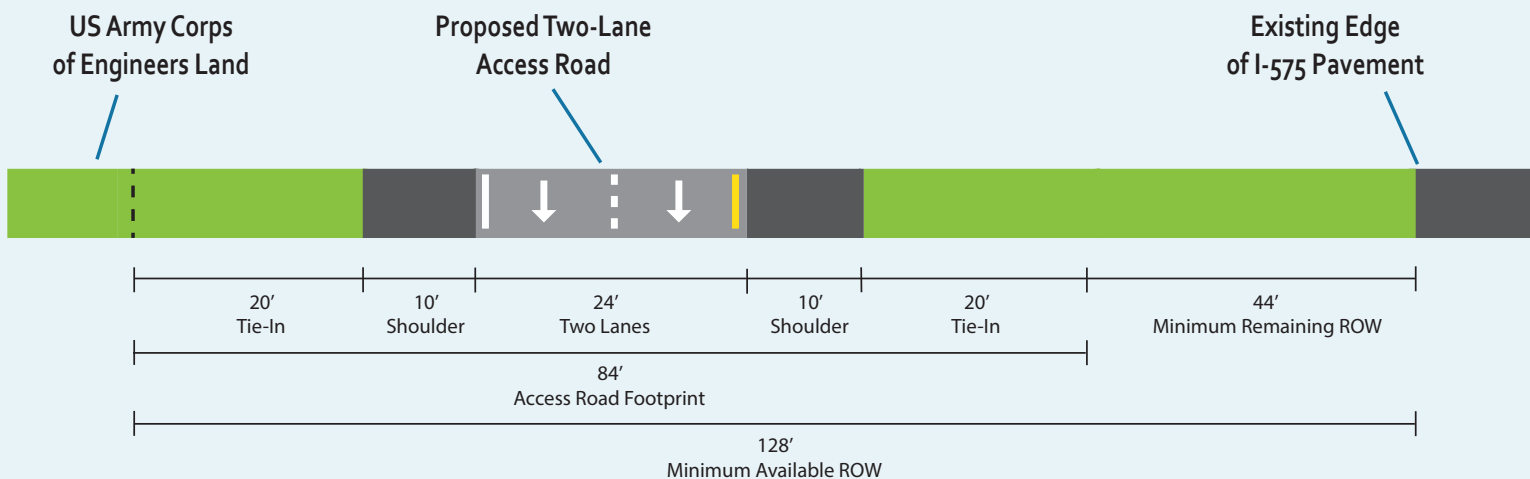 US Army Corps
of Engineers Land
Proposed Two-Lane
Access Road
Existing Edge
of I-575 Pavement
20′
Tie-In
10′
Shoulder
24′
Two Lanes
10′
Shoulder
20′
Tie-In
44′
Minimum Remaining ROW
84′
Access Road Footprint
128′
Minimum Available ROW